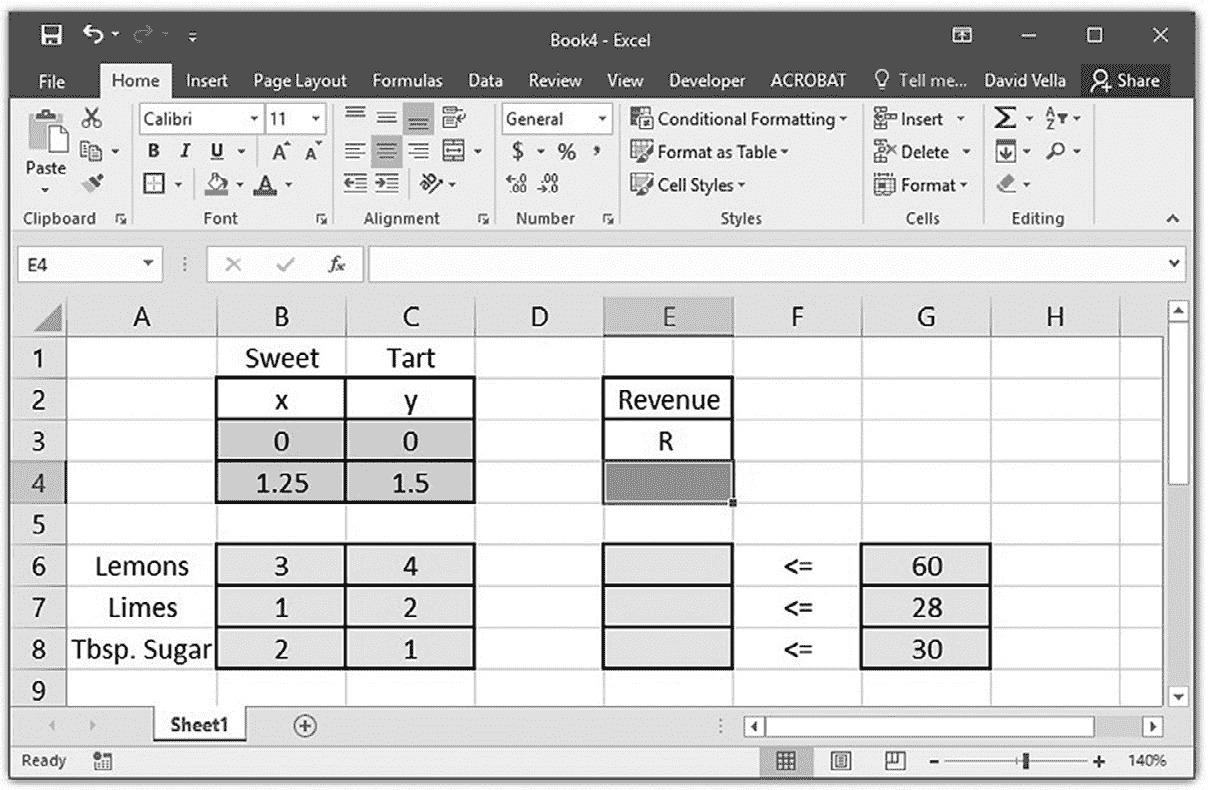 Book4 - Excel
File Home Insert Page Layout Formulas Data Review View Developer ACROBAT Tell me... David Vella Share
Calibri 11 General Conditional Formatting Insert Σ A Z
Paste B I U A A $ % , Format as Table Delete
A .00 .0 Cell Styles Format
Clipboard Font Alignment Number Styles Cells Editing
E4 fx
A B C D E F G H
1 Sweet Tart
2 x y Revenue
3 0 0 R
4 1.25 1.5
5
6 Lemons 3 4 <= 60
7 Limes 1 2 <= 28
8 Tbsp. Sugar 2 1 <= 30
9
Sheet1
Ready 140%